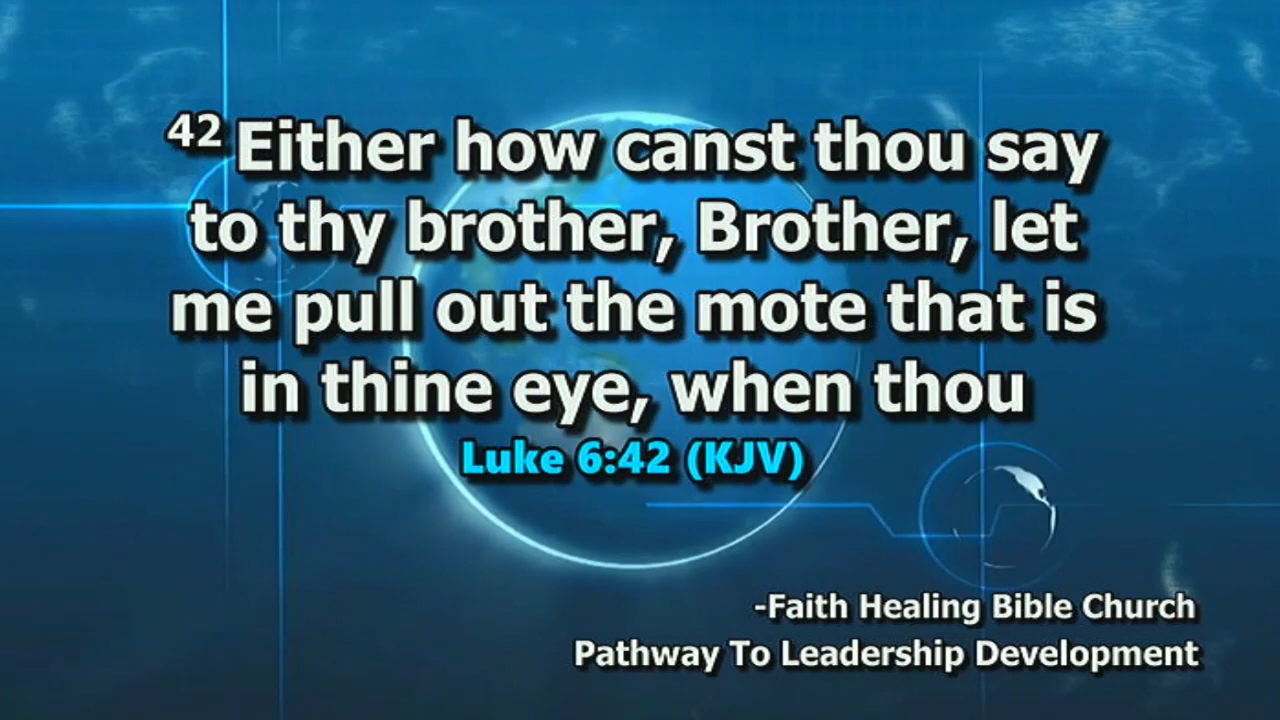 42 Either how canst thou say
to thy brother, Brother, let
me pull out the mote that is
in thine eye, when thou
Luke 6:42 (KJV)
-Faith Healing Bible Church
Pathway To Leadership Development